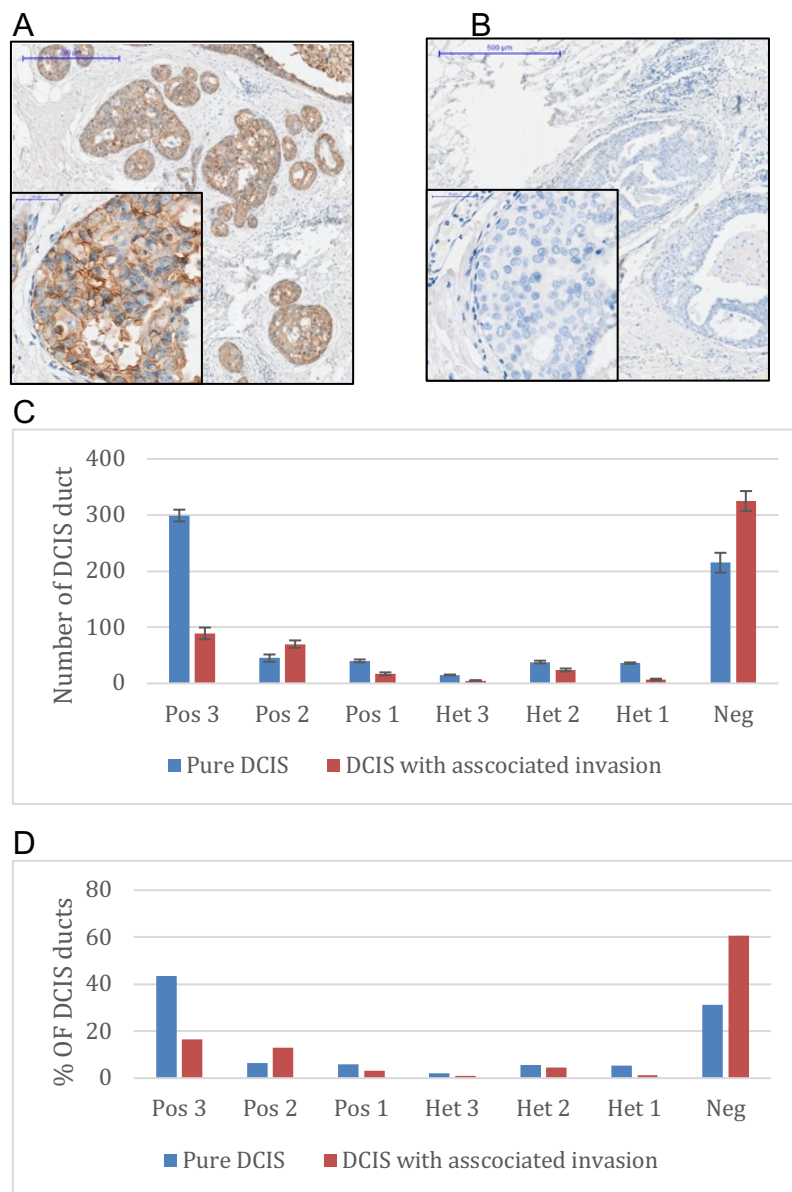 A
B
500 µm
C
Number of DCIS duct
400
300
200
100
0
Pos 3 Pos 2 Pos 1 Het 3 Het 2 Het 1 Neg
Pure DCIS DCIS with asscociated invasion
D
% OF DCIS ducts
80
60
40
20
0
Pos 3 Pos 2 Pos 1 Het 3 Het 2 Het 1 Neg
Pure DCIS DCIS with asscociated invasion